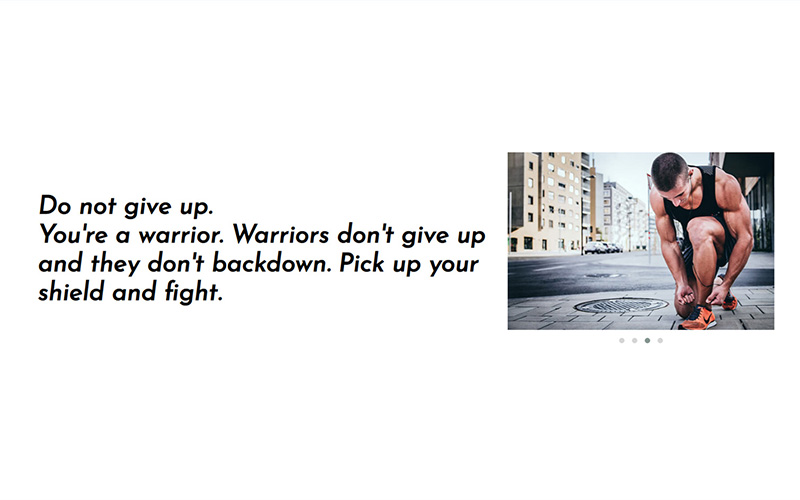 Do not give up.
You're a warrior. Warriors don't give up
and they don't backdown. Pick up your
shield and fight.